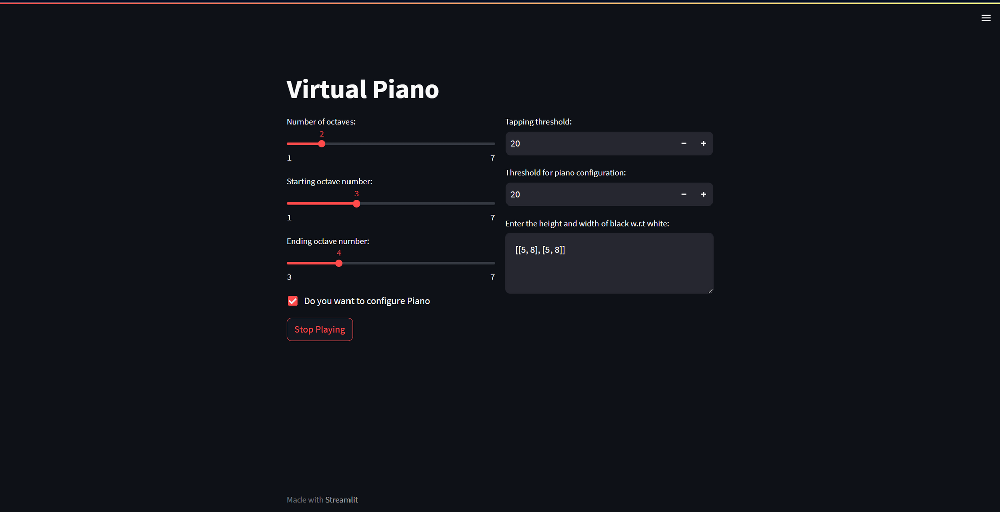 Virtual Piano
Number of octaves:
2
1 7
Starting octave number:
3
1 7
Ending octave number:
4
3 7
Do you want to configure Piano
Stop Playing
Tapping threshold:
20 − +
Threshold for piano configuration:
20 − +
Enter the height and width of black w.r.t white:
[[5, 8], [5, 8]]
Made with Streamlit